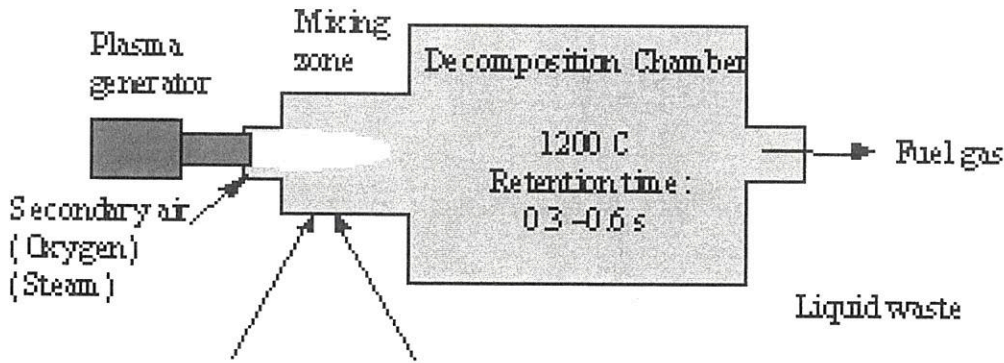 Plasma
generator
Mixing
zone
Decomposition Chamber
1200 C
Retention time :
0.3 -0.6 s
Fuel gas
Secondary air
( Oxygen)
(Steam )
Liquid waste